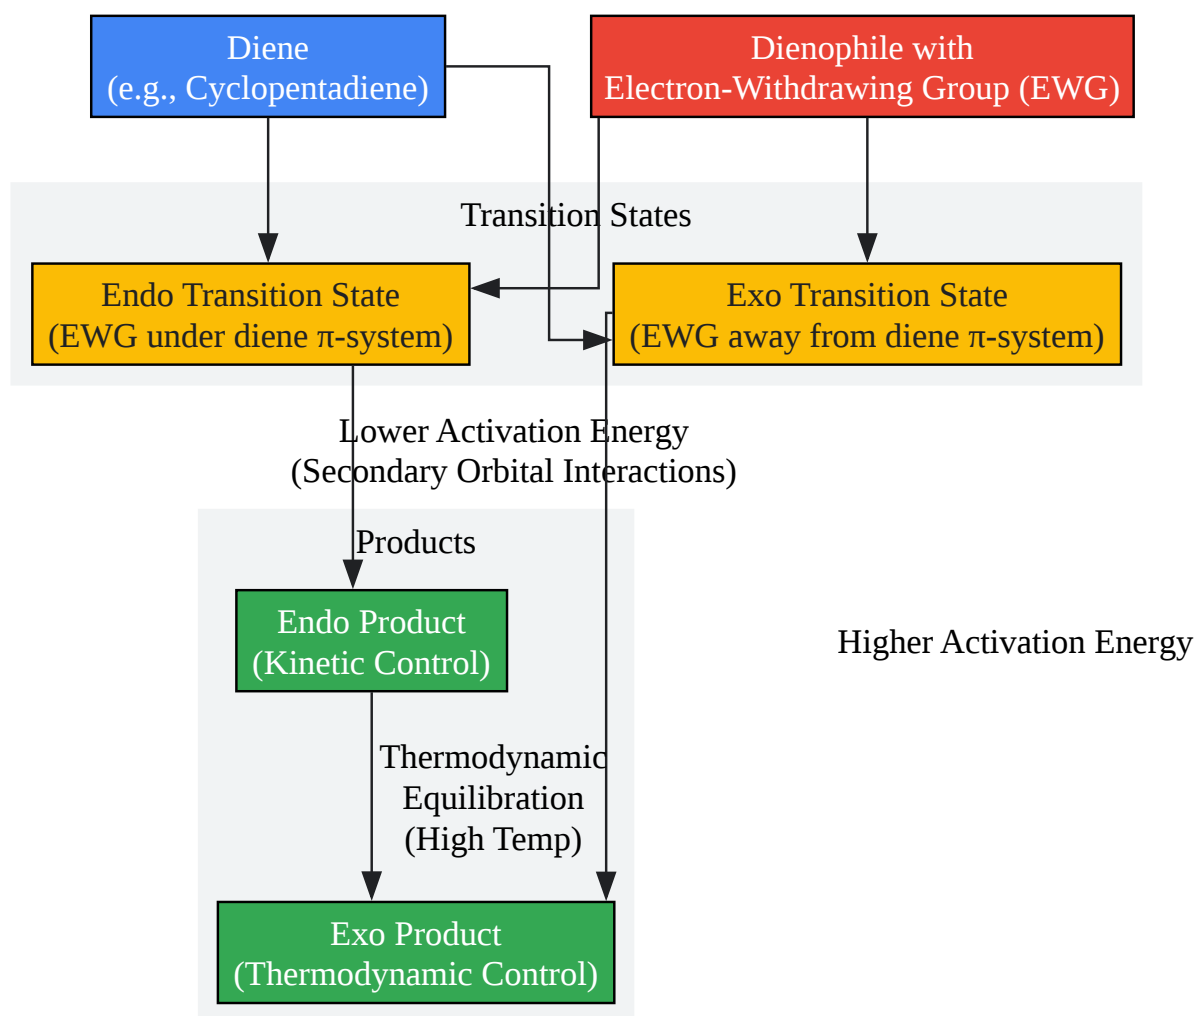 Diene
(e.g., Cyclopentadiene)
Dienophile with
Electron-Withdrawing Group (EWG)
Transition States
Endo Transition State
(EWG under diene π-system)
Exo Transition State
(EWG away from diene π-system)
Lower Activation Energy
(Secondary Orbital Interactions)
Products
Endo Product
(Kinetic Control)
Higher Activation Energy
Thermodynamic
Equilibration
(High Temp)
Exo Product
(Thermodynamic Control)